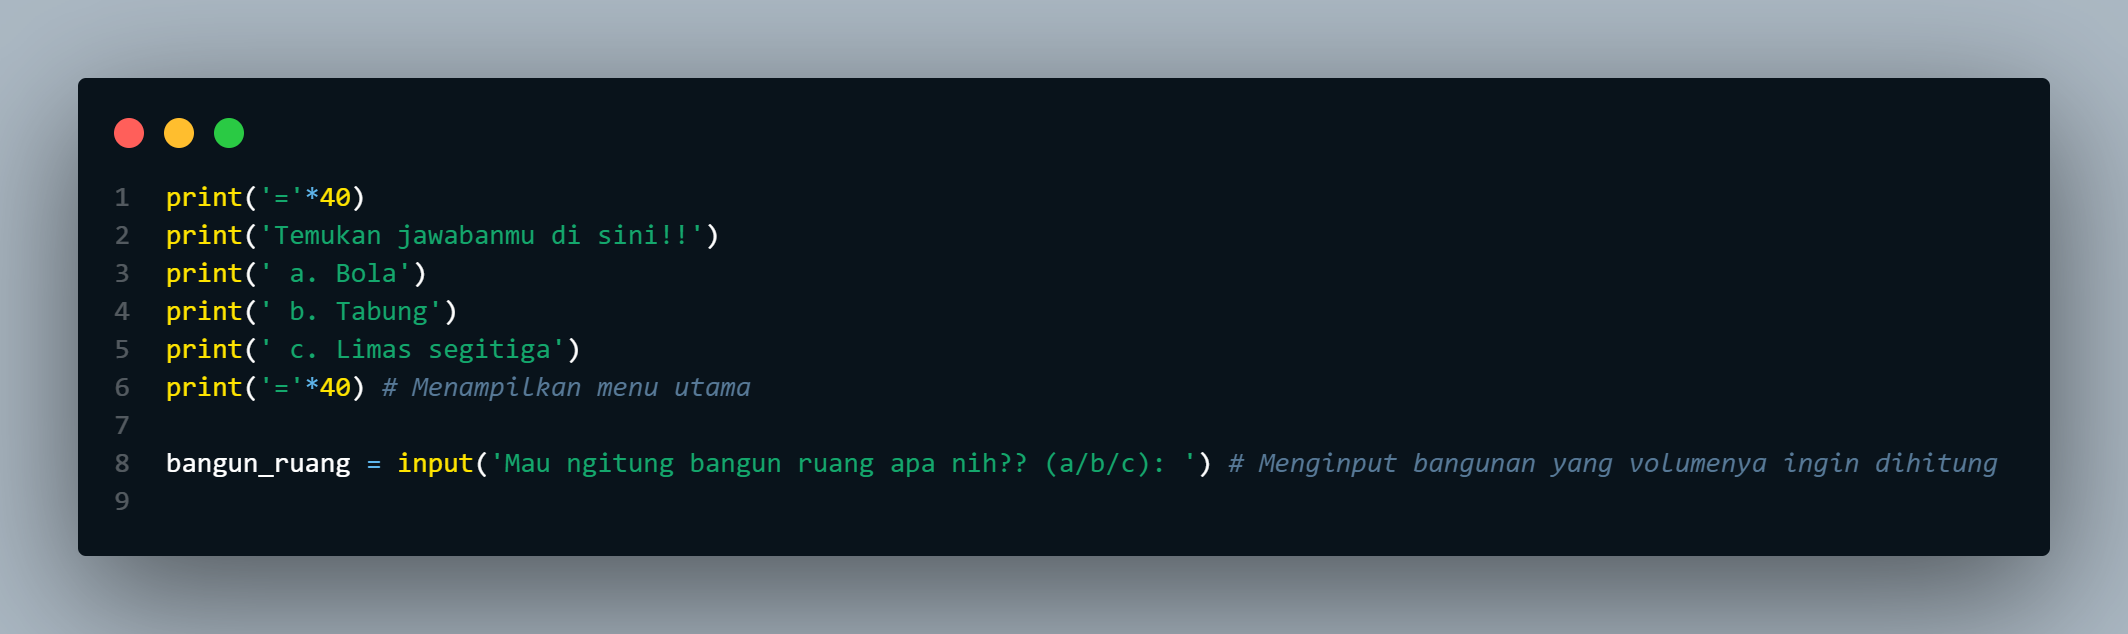 1 print('='*40)
2 print('Temukan jawabanmu di sini!!')
3 print(' a. Bola')
4 print(' b. Tabung')
5 print(' c. Limas segitiga')
6 print('='*40) # Menampilkan menu utama
7
8 bangun_ruang = input('Mau ngitung bangun ruang apa nih?? (a/b/c): ') # Menginput bangunan yang volumenya ingin dihitung
9